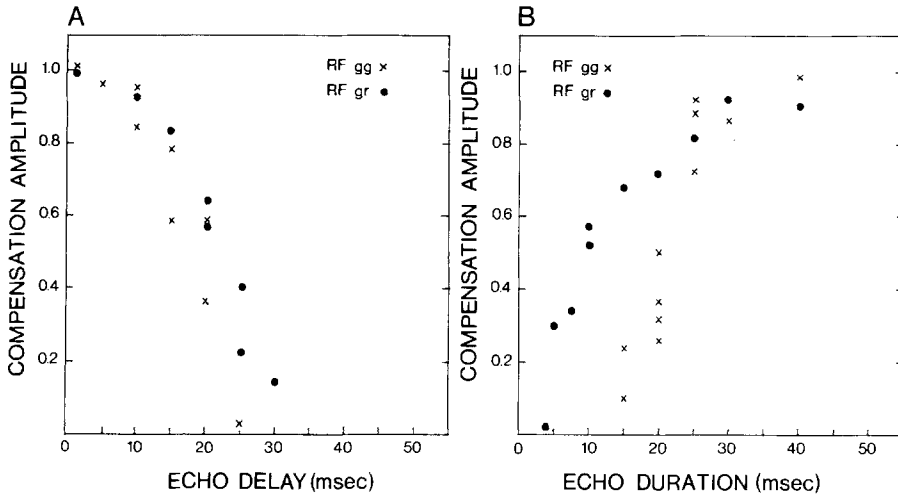 A
COMPENSATION AMPLITUDE
1.0
0.8
0.6
0.4
0.2
RF gg ×
RF gr ●
0 10 20 30 40 50
ECHO DELAY (msec)
B
COMPENSATION AMPLITUDE
1.0
0.8
0.6
0.4
0.2
RF gg ×
RF gr ●
0 10 20 30 40 50
ECHO DURATION (msec)